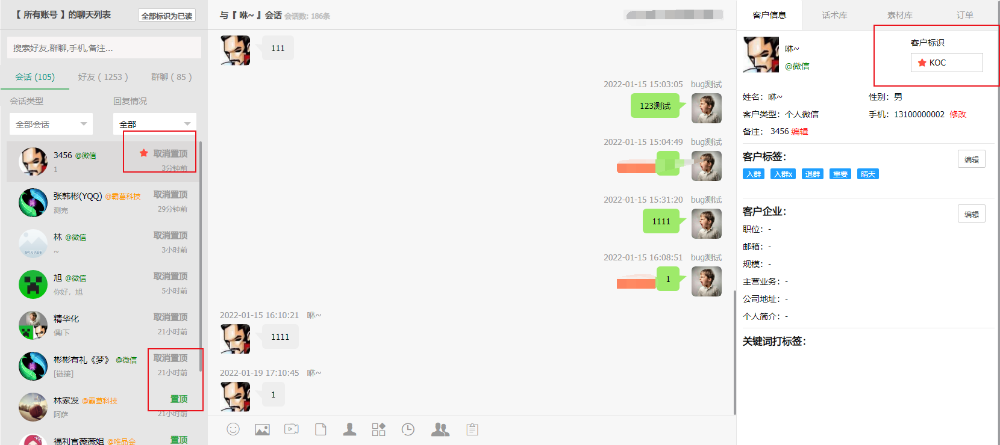 【 所有账号 】的聊天列表
全部标识为已读
搜索好友,群聊,手机,备注...
会话 (105)
好友 ( 1253 )
群聊 ( 85 )
会话类型
回复情况
全部会话
全部
3456 @微信
取消置顶
1
3分钟前
张韩彬(YQQ) @霸蓦科技
取消置顶
测完
29分钟前
林 @微信
取消置顶
~
3小时前
旭 @微信
取消置顶
你好，旭
5小时前
精华化
取消置顶
偶i下
21小时前
彬彬有礼《梦》 @微信
取消置顶
[链接]
21小时前
林家发 @霸蓦科技
置顶
阿萨
21小时前
福利官薇薇姐 @唯品会
置顶
与『 咻~ 』会话 会话数: 186条
111
2022-01-15 15:03:05 bug测试
123测试
2022-01-15 15:04:49 bug测试
2022-01-15 15:31:20 bug测试
1111
2022-01-15 16:08:51 bug测试
1
2022-01-15 16:10:21 咻~
1111
2022-01-19 17:10:45 咻~
1
客户信息
话术库
素材库
订单
咻~
@微信
客户标识
KOC
姓名：咻~
性别：男
客户类型：个人微信
手机：13100000002 修改
备注： 3456 编辑
客户标签：
编辑
入群
入群x
退群
重要
晴天
客户企业：
编辑
职位：-
邮箱：-
规模：-
主营业务：-
公司地址：-
个人简介：-
关键词打标签：